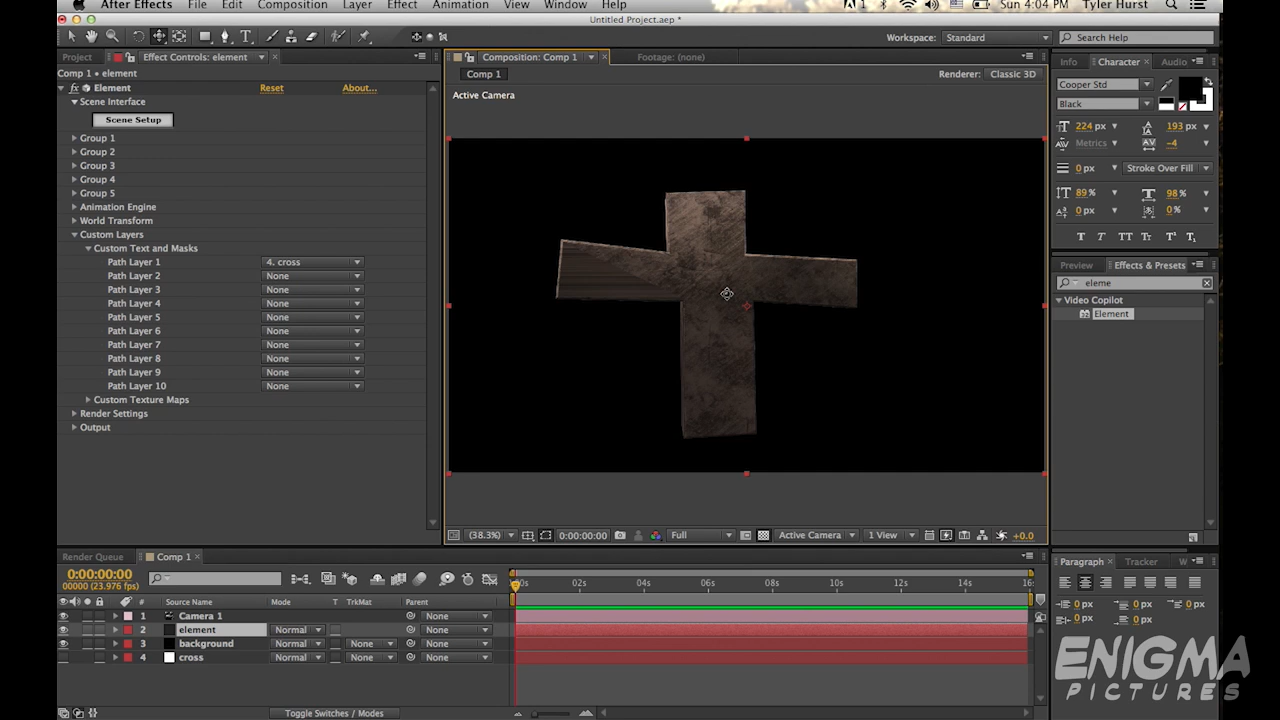 After Effects File Edit Composition Layer Effect Animation View Window Help 1 Sun 4:04 PM Tyler Hurst
Untitled Project.aep *
Workspace: Standard Search Help
Project Effect Controls: element Composition: Comp 1 Footage: (none) Info Character Audio
Comp 1 • element Comp 1 Renderer: Classic 3D
fx Element Reset About... Active Camera Cooper Std
Scene Interface Black
Scene Setup 224 px 193 px
Group 1 Metrics -4
Group 2
Group 3 0 px Stroke Over Fill
Group 4
Group 5 89 % 98 %
Animation Engine 0 px 0 %
World Transform
Custom Layers T T TT Tr T¹ T₁
Custom Text and Masks
Path Layer 1 4. cross Preview Effects & Presets
Path Layer 2 None eleme
Path Layer 3 None Video Copilot
Path Layer 4 None Element
Path Layer 5 None
Path Layer 6 None
Path Layer 7 None
Path Layer 8 None
Path Layer 9 None
Path Layer 10 None
Custom Texture Maps
Render Settings
Output
(38.3%) 0:00:00:00 Full Active Camera 1 View +0.0
Render Queue Comp 1 Paragraph Tracker W
0:00:00:00
00000 (23.976 fps) 0s 02s 04s 06s 08s 10s 12s 14s 16s
# Source Name Mode T TrkMat Parent 0 px 0 px 0 px
1 Camera 1 None 0 px 0 px
2 element Normal None
3 background Normal None None
4 cross Normal None None
Toggle Switches / Modes
ENIGMA
PICTURES